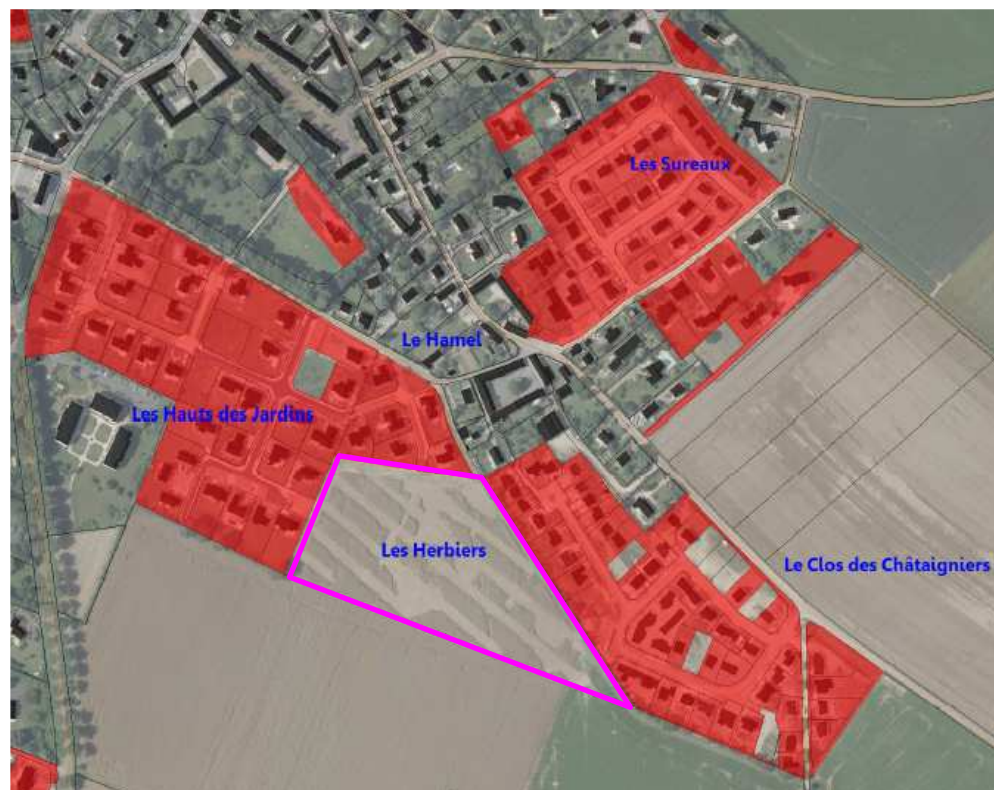 Les Sureaux
Le Hamel
Les Hauts des Jardins
Les Herbiers
Le Clos des Châtaigniers